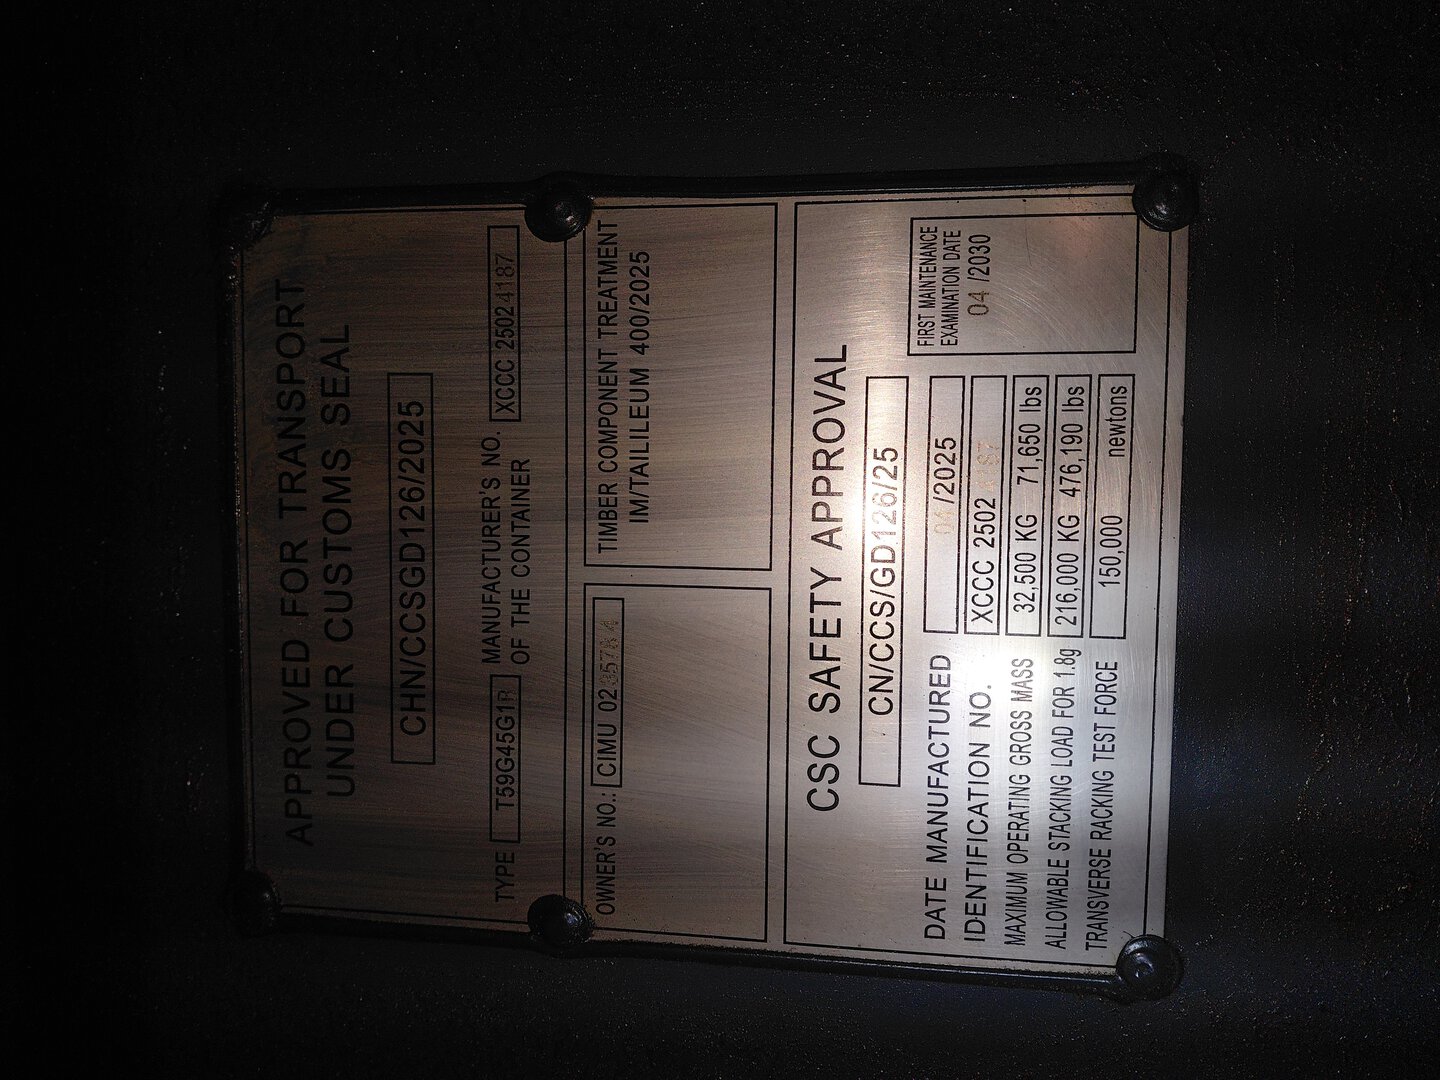 APPROVED FOR TRANSPORT
UNDER CUSTOMS SEAL
CHN/CCSGD126/2025
TYPE T59G45G1R MANUFACTURER'S NO. OF THE CONTAINER XCCC 25024187
OWNER'S NO.: CIMU 02
TIMBER COMPONENT TREATMENT
IM/TAILILEUM 400/2025
CSC SAFETY APPROVAL
CN/CCS/GD126/25
DATE MANUFACTURED 04/2025
IDENTIFICATION NO. XCCC 2502
MAXIMUM OPERATING GROSS MASS 32,500 KG 71,650 lbs
ALLOWABLE STACKING LOAD FOR 1.8g 216,000 KG 476,190 lbs
TRANSVERSE RACKING TEST FORCE 150,000 newtons
FIRST MAINTENANCE
EXAMINATION DATE
04 /2030